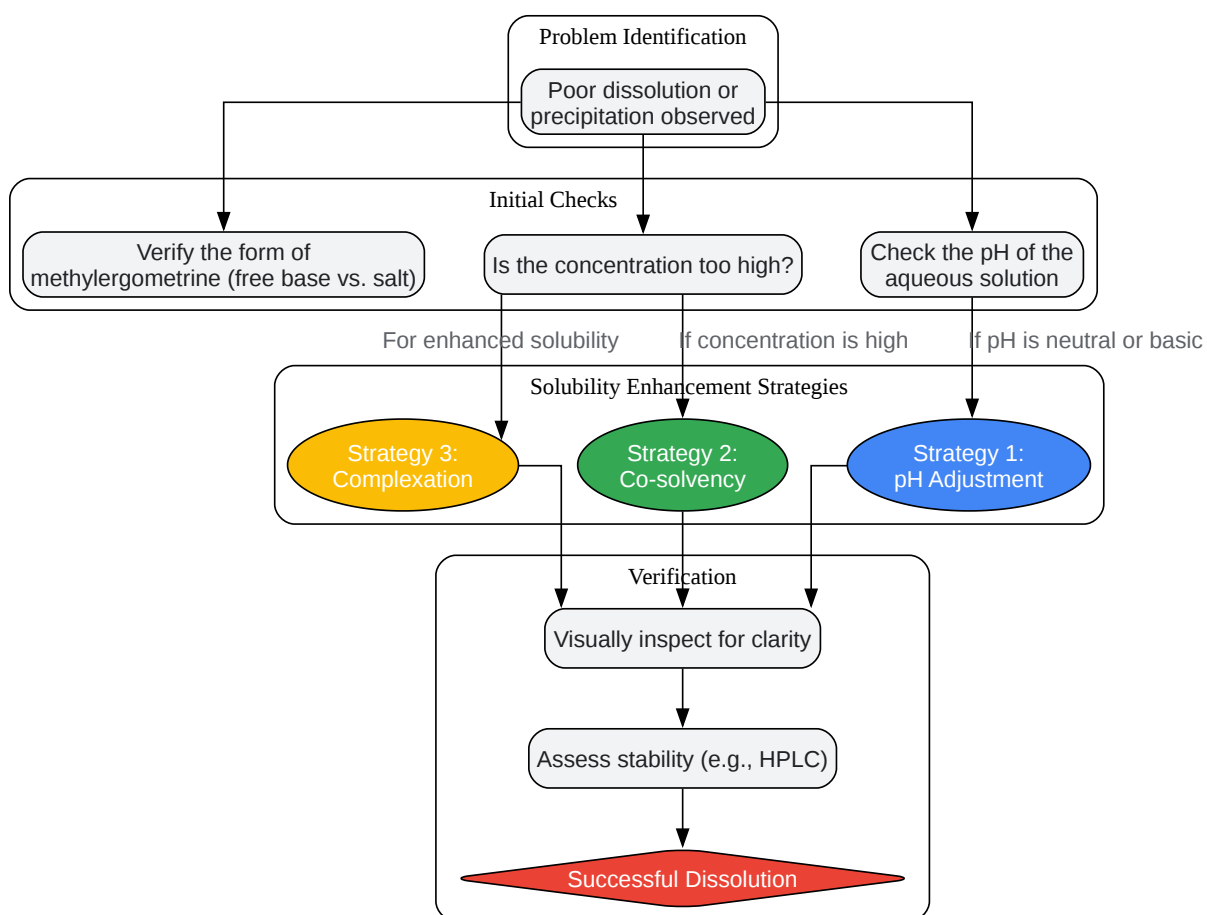 Problem Identification
Poor dissolution or
precipitation observed
Initial Checks
Verify the form of
methylergometrine (free base vs. salt)
Is the concentration too high?
Check the pH of the
aqueous solution
For enhanced solubility
If concentration is high
If pH is neutral or basic
Solubility Enhancement Strategies
Strategy 3:
Complexation
Strategy 2:
Co-solvency
Strategy 1:
pH Adjustment
Verification
Visually inspect for clarity
Assess stability (e.g., HPLC)
Successful Dissolution